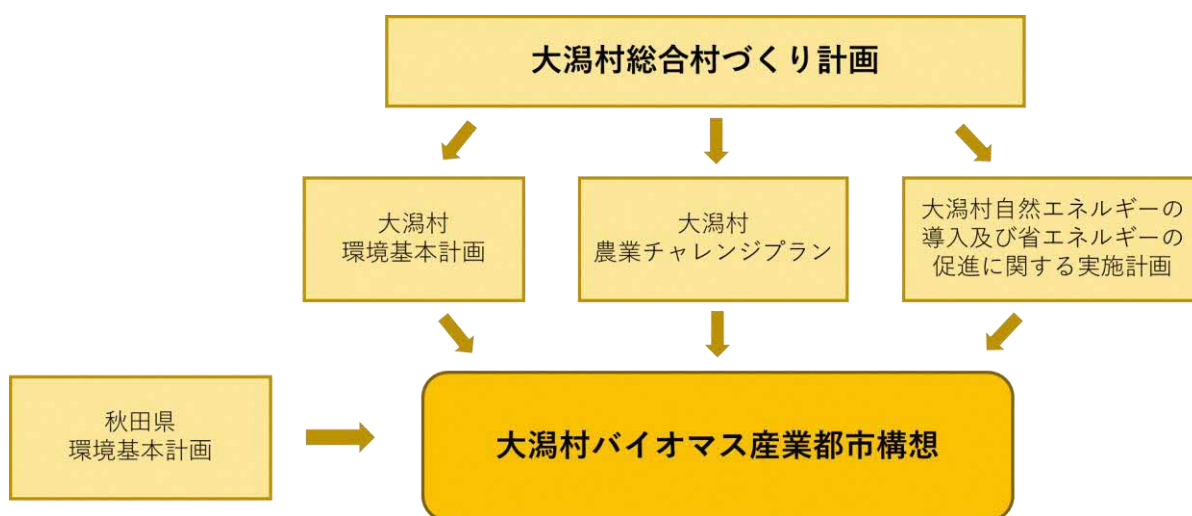 大潟村総合村づくり計画
大潟村
環境基本計画
大潟村
農業チャレンジプラン
大潟村自然エネルギーの
導入及び省エネルギーの
促進に関する実施計画
秋田県
環境基本計画
大潟村バイオマス産業都市構想